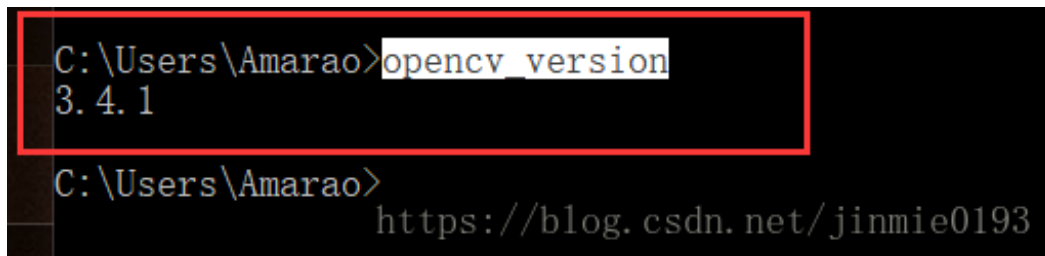 C:\Users\Amarao>opencv_version
3.4.1
C:\Users\Amarao>
https://blog.csdn.net/jinmie0193